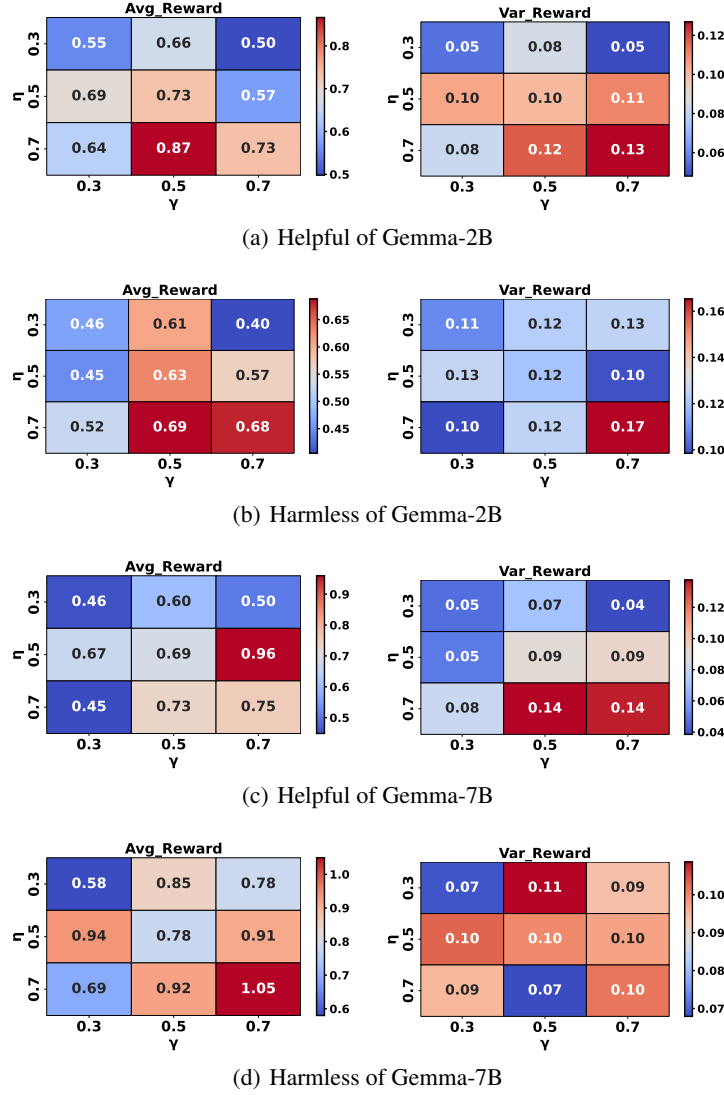 Avg_Reward Var_Reward
η 0.3 0.55 0.66 0.50 0.8 0.3 0.05 0.08 0.05 0.12
0.5 0.69 0.73 0.57 0.7 0.6 η 0.5 0.10 0.10 0.11 0.10 0.08
0.7 0.64 0.87 0.73 0.5 0.7 0.08 0.12 0.13 0.06
0.3 0.5 0.7 0.3 0.5 0.7
γ γ
(a) Helpful of Gemma-2B
Avg_Reward Var_Reward
η 0.3 0.46 0.61 0.40 0.65 0.60 0.3 0.11 0.12 0.13 0.16
0.5 0.45 0.63 0.57 0.55 0.50 η 0.5 0.13 0.12 0.10 0.14 0.12
0.7 0.52 0.69 0.68 0.45 0.7 0.10 0.12 0.17 0.10
0.3 0.5 0.7 0.3 0.5 0.7
γ γ
(b) Harmless of Gemma-2B
Avg_Reward Var_Reward
η 0.3 0.46 0.60 0.50 0.9 0.8 0.3 0.05 0.07 0.04 0.12 0.10
0.5 0.67 0.69 0.96 0.7 0.6 η 0.5 0.05 0.09 0.09 0.08 0.06
0.7 0.45 0.73 0.75 0.5 0.7 0.08 0.14 0.14 0.04
0.3 0.5 0.7 0.3 0.5 0.7
γ γ
(c) Helpful of Gemma-7B
Avg_Reward Var_Reward
η 0.3 0.58 0.85 0.78 1.0 0.9 0.3 0.07 0.11 0.09 0.10
0.5 0.94 0.78 0.91 0.8 η 0.5 0.10 0.10 0.10 0.09 0.08
0.7 0.69 0.92 1.05 0.7 0.6 0.7 0.09 0.07 0.10 0.07
0.3 0.5 0.7 0.3 0.5 0.7
γ γ
(d) Harmless of Gemma-7B